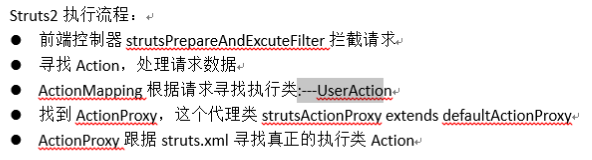 Struts2 执行流程：
● 前端控制器 strutsPrepareAndExcuteFilter 拦截请求
● 寻找 Action，处理请求数据
● ActionMapping 根据请求寻找执行类:---UserAction
● 找到 ActionProxy，这个代理类 strutsActionProxy extends defaultActionProxy
● ActionProxy 跟据 struts.xml 寻找真正的执行类 Action